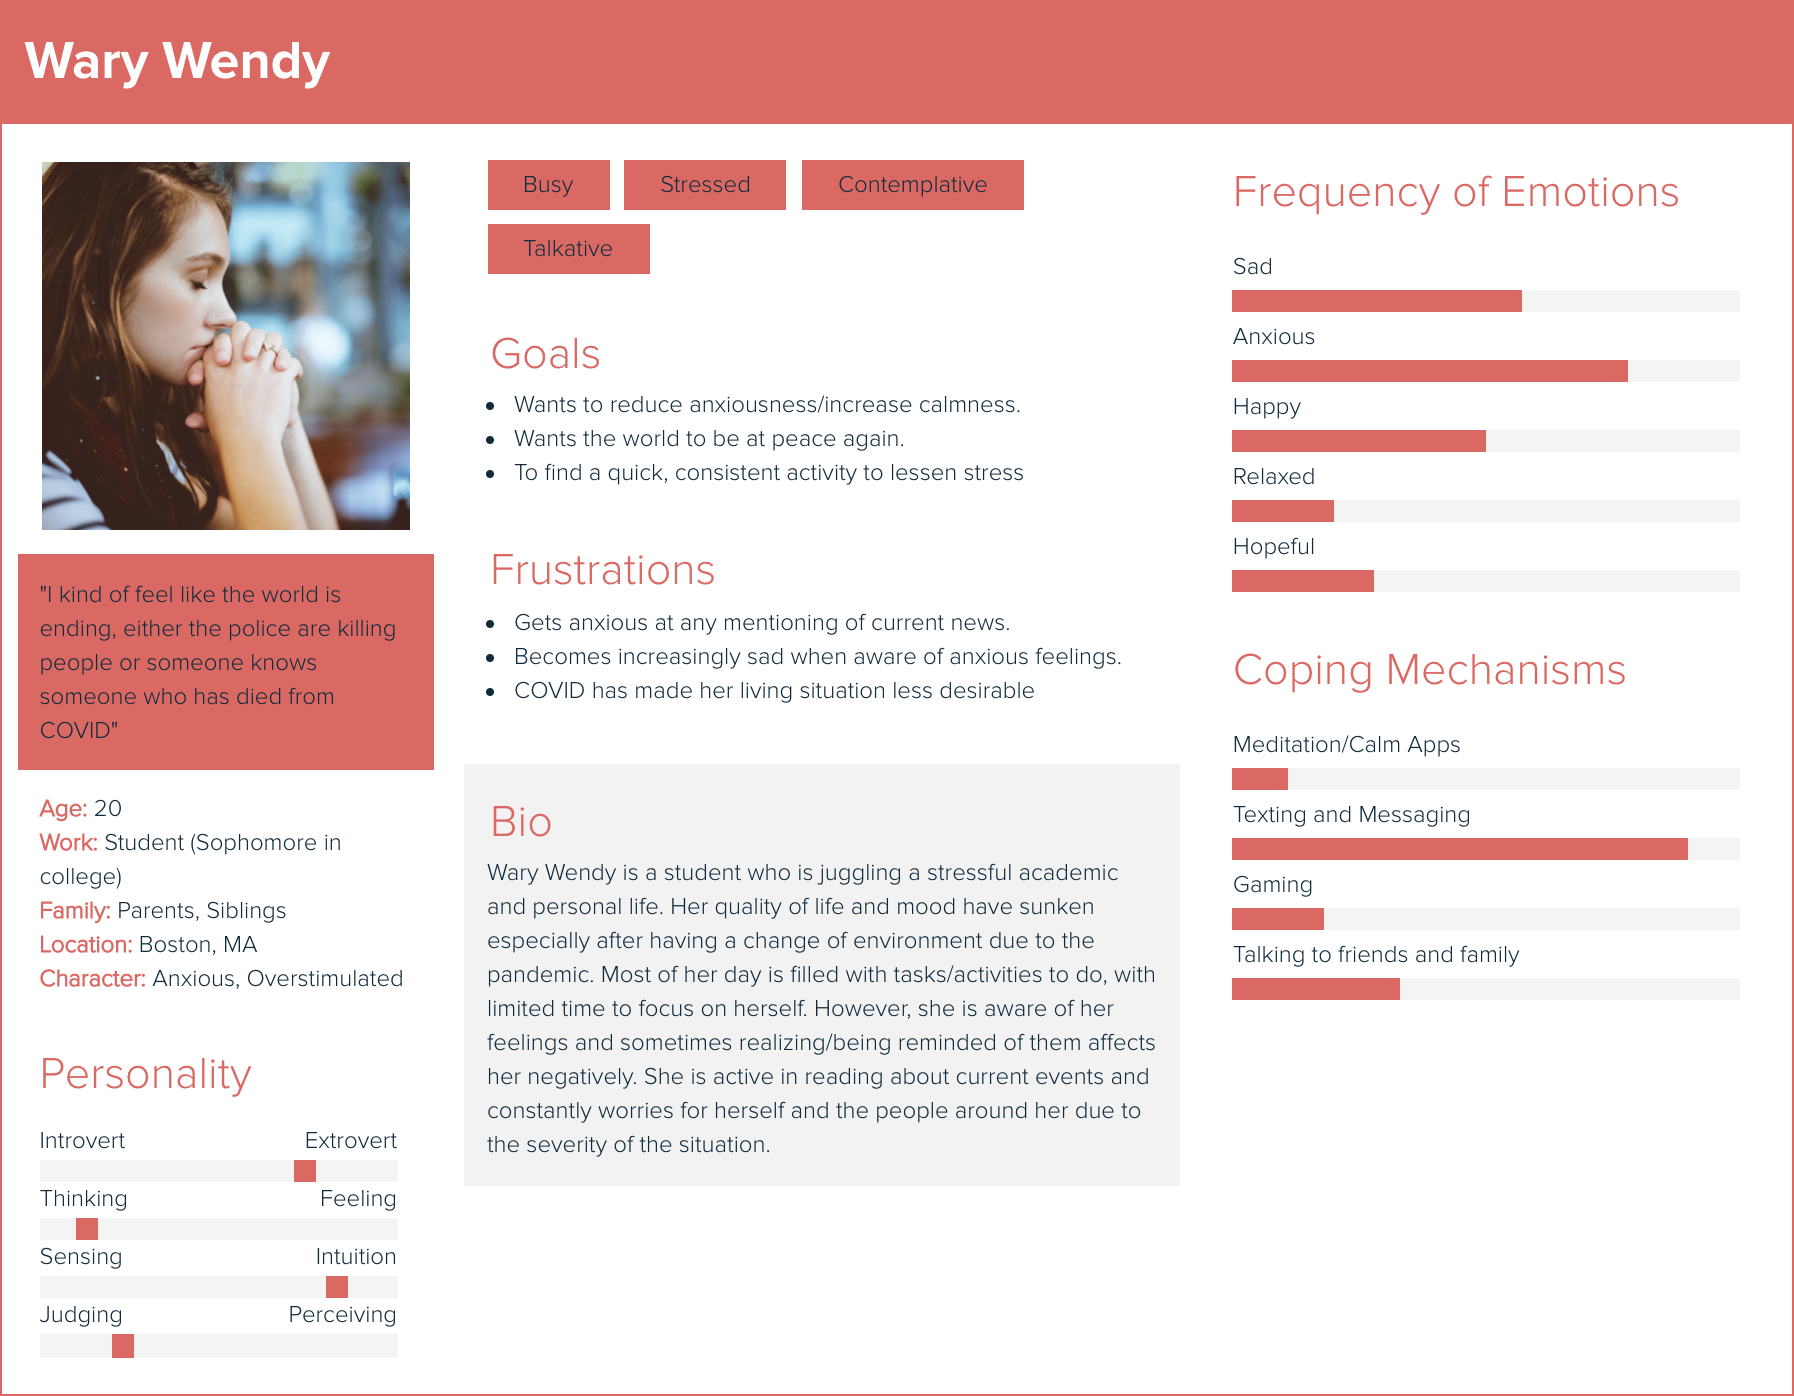 Wary Wendy
"I kind of feel like the world is
ending, either the police are killing
people or someone knows
someone who has died from
COVID"
Age: 20
Work: Student (Sophomore in
college)
Family: Parents, Siblings
Location: Boston, MA
Character: Anxious, Overstimulated
Personality
Introvert Extrovert
Thinking Feeling
Sensing Intuition
Judging Perceiving
Busy Stressed Contemplative
Talkative
Goals
• Wants to reduce anxiousness/increase calmness.
• Wants the world to be at peace again.
• To find a quick, consistent activity to lessen stress
Frustrations
• Gets anxious at any mentioning of current news.
• Becomes increasingly sad when aware of anxious feelings.
• COVID has made her living situation less desirable
Bio
Wary Wendy is a student who is juggling a stressful academic
and personal life. Her quality of life and mood have sunken
especially after having a change of environment due to the
pandemic. Most of her day is filled with tasks/activities to do, with
limited time to focus on herself. However, she is aware of her
feelings and sometimes realizing/being reminded of them affects
her negatively. She is active in reading about current events and
constantly worries for herself and the people around her due to
the severity of the situation.
Frequency of Emotions
Sad
Anxious
Happy
Relaxed
Hopeful
Coping Mechanisms
Meditation/Calm Apps
Texting and Messaging
Gaming
Talking to friends and family